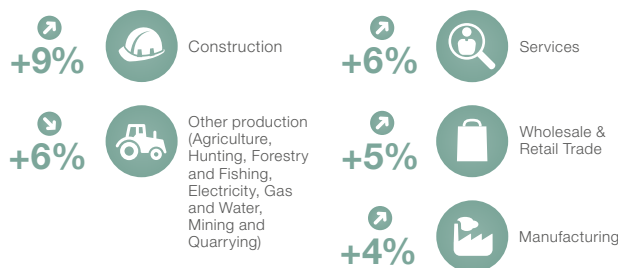 +9%
Construction
+6%
Other production
(Agriculture,
Hunting, Forestry
and Fishing,
Electricity, Gas
and Water,
Mining and
Quarrying)
+6%
Services
+5%
Wholesale &
Retail Trade
+4%
Manufacturing